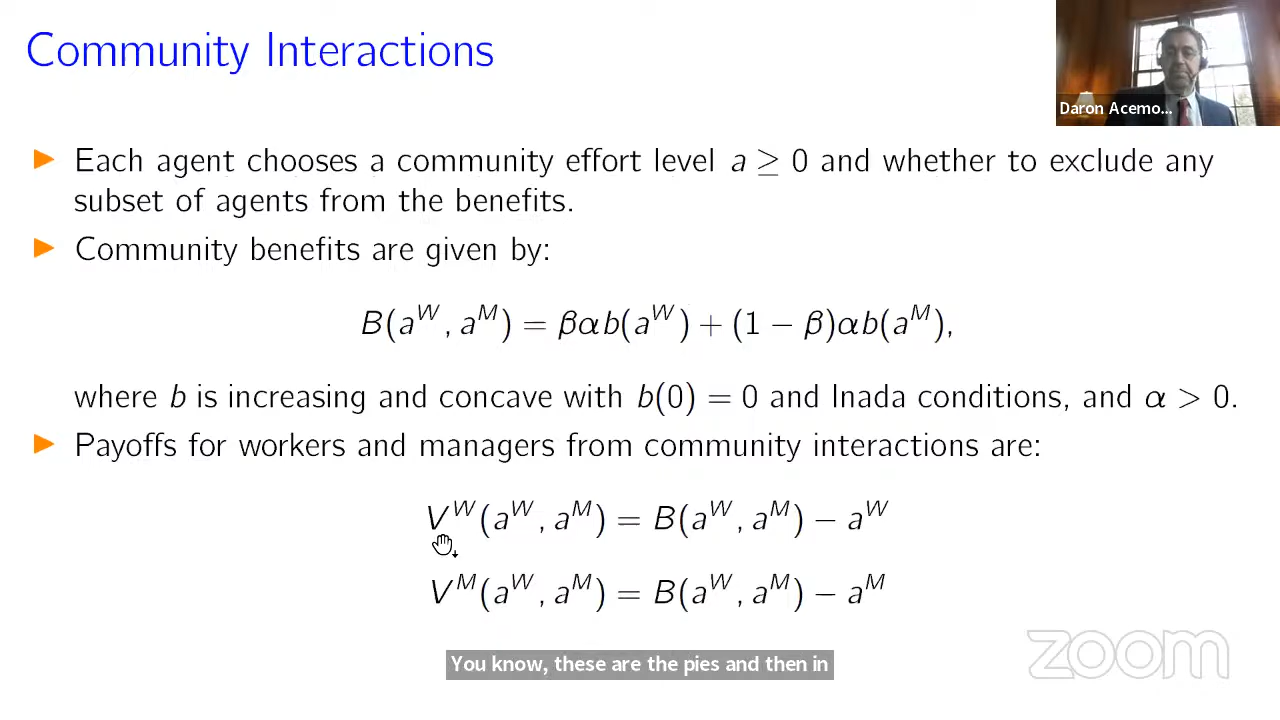 Community Interactions
Daron Acemo...
▶ Each agent chooses a community effort level a ≥ 0 and whether to exclude any
subset of agents from the benefits.
▶ Community benefits are given by:
B(a^W, a^M) = βαb(a^W) + (1 − β)αb(a^M),
where b is increasing and concave with b(0) = 0 and Inada conditions, and α > 0.
▶ Payoffs for workers and managers from community interactions are:
V^W(a^W, a^M) = B(a^W, a^M) − a^W
V^M(a^W, a^M) = B(a^W, a^M) − a^M
zoom
You know, these are the pies and then in